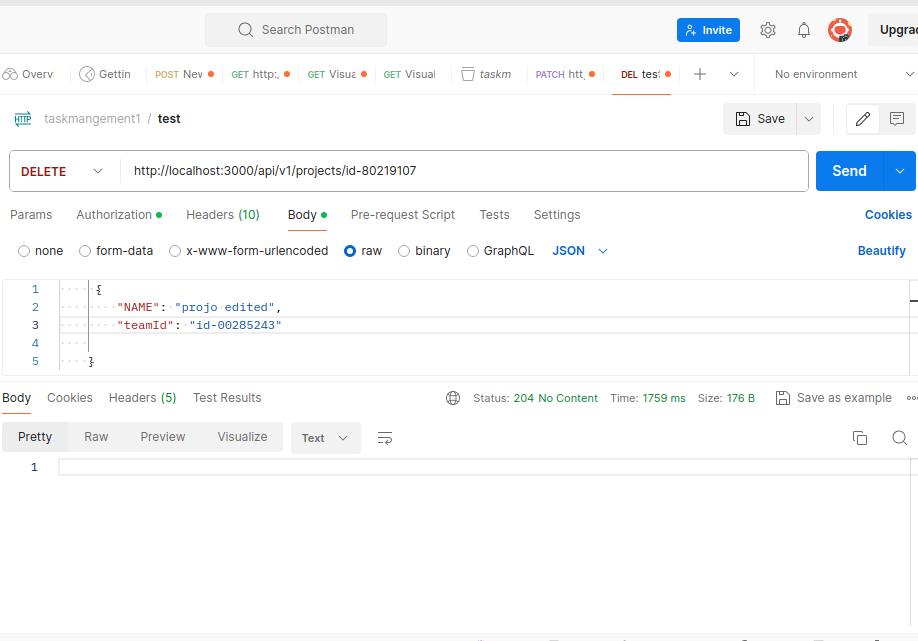 Search Postman
Invite
Upgrad
Overv
Gettin
POST New
GET http:,
GET Visua
GET Visual
taskm
PATCH htt
DEL test
No environment
HTTP
taskmangement1 / test
Save
DELETE
http://localhost:3000/api/v1/projects/id-80219107
Send
Params
Authorization
Headers (10)
Body
Pre-request Script
Tests
Settings
Cookies
none
form-data
x-www-form-urlencoded
raw
binary
GraphQL
JSON
Beautify
1 {
2 "NAME": "projo edited",
3 "teamId": "id-00285243"
4
5 }
Body
Cookies
Headers (5)
Test Results
Status: 204 No Content
Time: 1759 ms
Size: 176 B
Save as example
Pretty
Raw
Preview
Visualize
Text
1